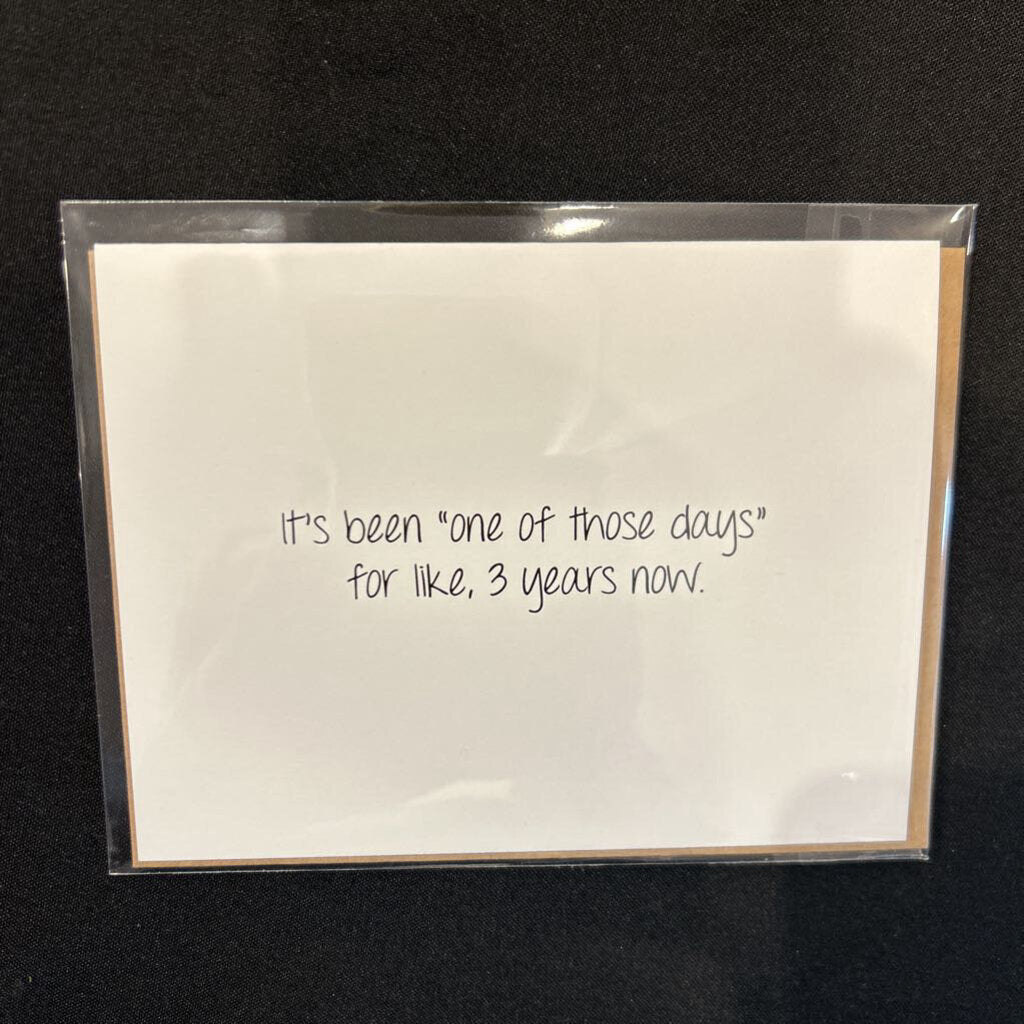 It's been “one of those days”
for like, 3 years now.